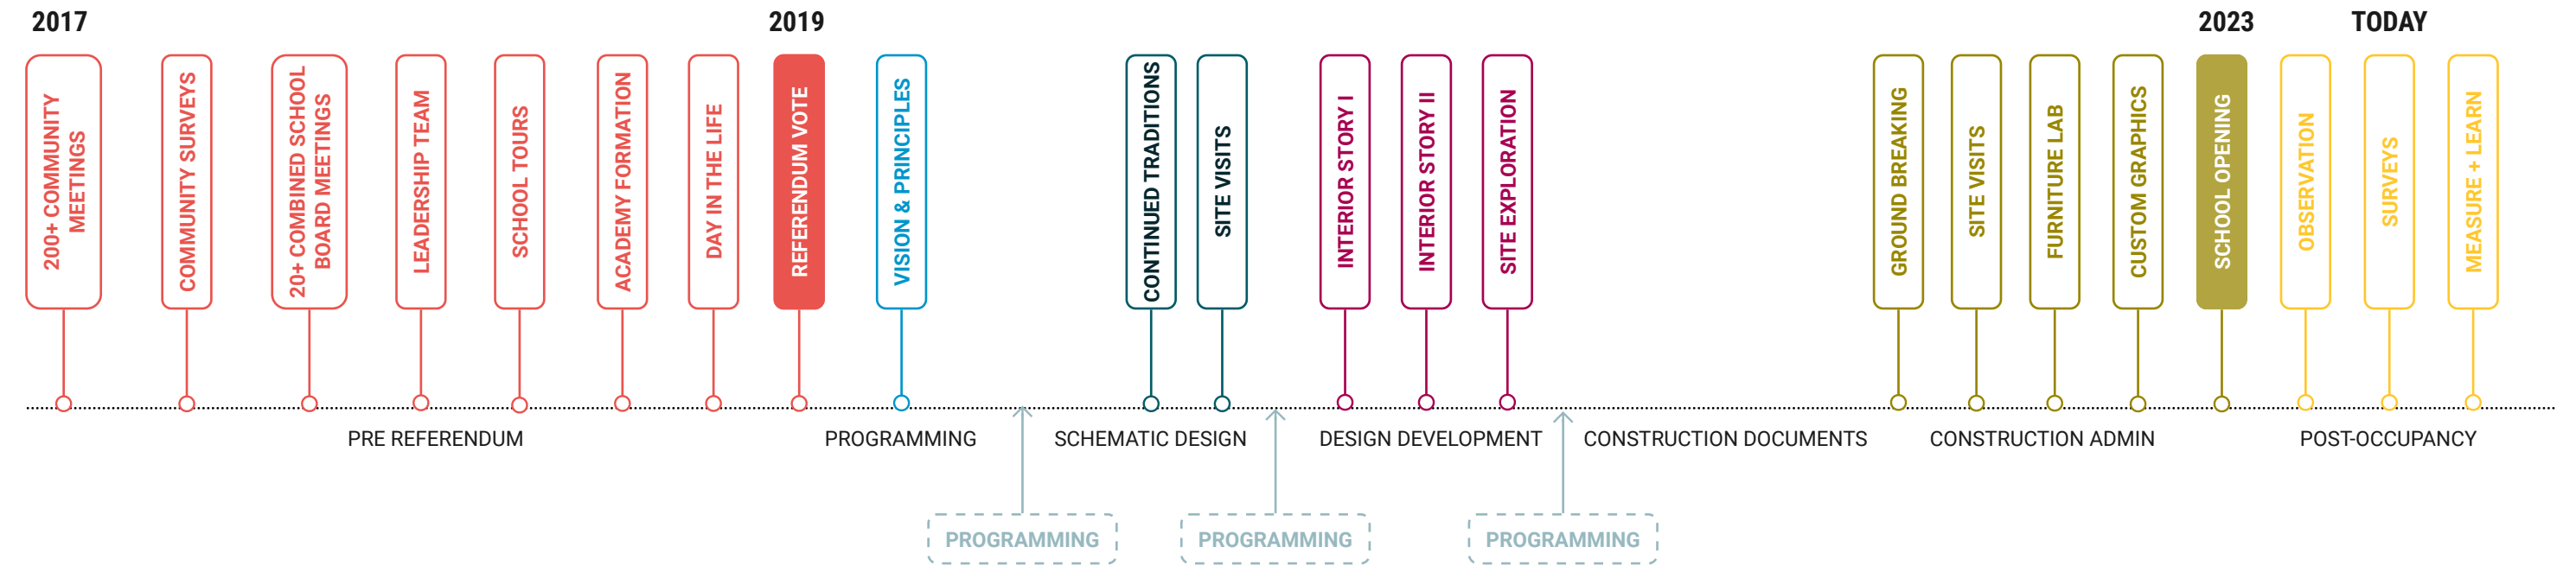 2017
2019
2023
TODAY
200+ COMMUNITY
MEETINGS
COMMUNITY SURVEYS
20+ COMBINED SCHOOL
BOARD MEETINGS
LEADERSHIP TEAM
SCHOOL TOURS
ACADEMY FORMATION
DAY IN THE LIFE
REFERENDUM VOTE
VISION & PRINCIPLES
CONTINUED TRADITIONS
SITE VISITS
INTERIOR STORY I
INTERIOR STORY II
SITE EXPLORATION
GROUND BREAKING
SITE VISITS
FURNITURE LAB
CUSTOM GRAPHICS
SCHOOL OPENING
OBSERVATION
SURVEYS
MEASURE + LEARN
PRE REFERENDUM
PROGRAMMING
SCHEMATIC DESIGN
DESIGN DEVELOPMENT
CONSTRUCTION DOCUMENTS
CONSTRUCTION ADMIN
POST-OCCUPANCY
PROGRAMMING
PROGRAMMING
PROGRAMMING